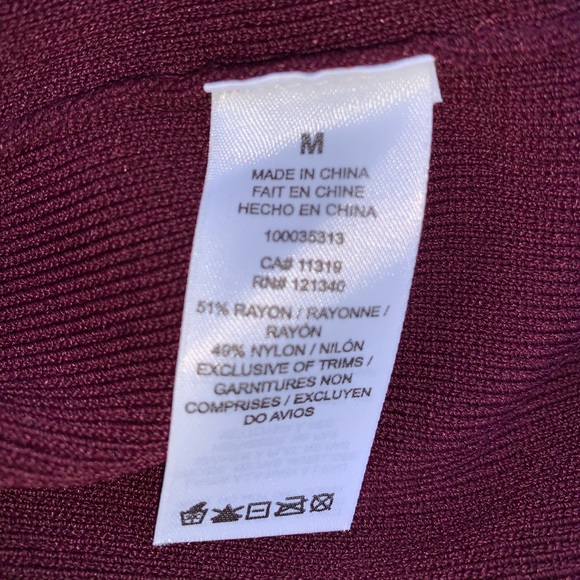 M
MADE IN CHINA
FAIT EN CHINE
HECHO EN CHINA
100035313
CA# 11319
RN# 121340
51% RAYON / RAYONNE /
RAYÓN
49% NYLON / NILÓN
EXCLUSIVE OF TRIMS /
GARNITURES NON
COMPRISES / EXCLUYEN
DO AVIOS